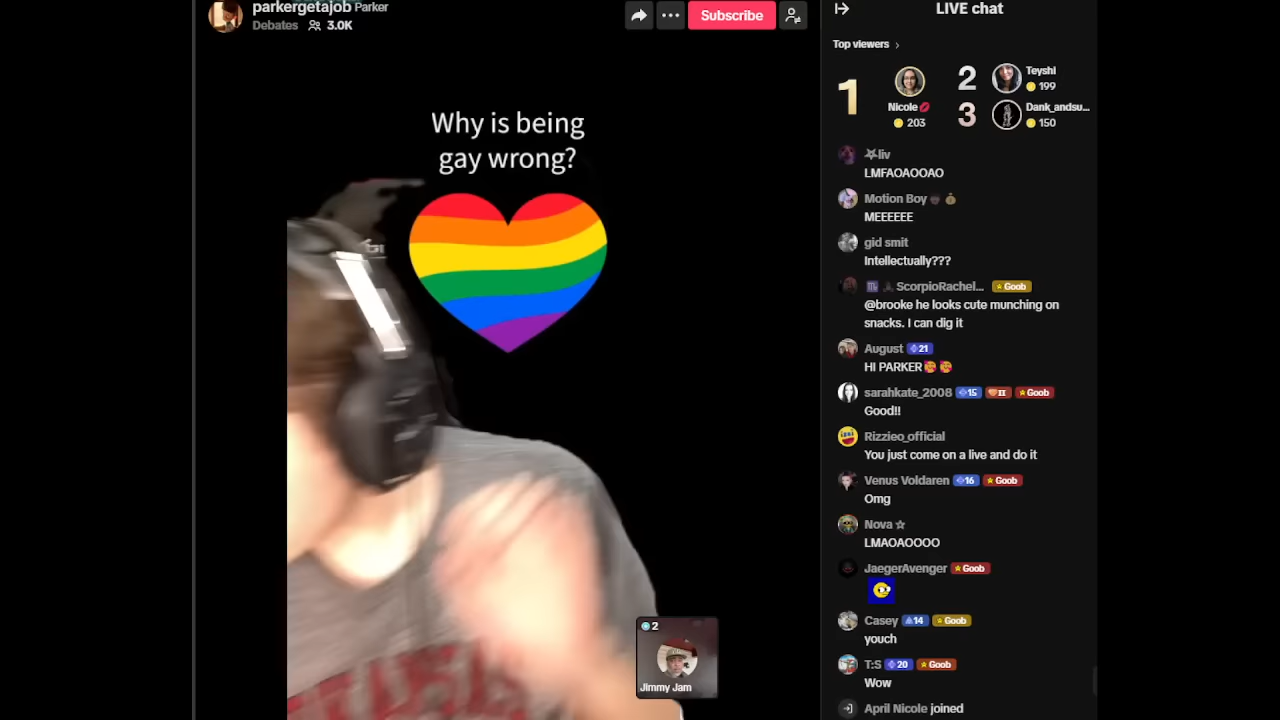 parkergetajob Parker
Debates 3.0K
Subscribe
Why is being
gay wrong?
2
Jimmy Jam
LIVE chat
Top viewers
1
Nicole
203
2
Teyshi
199
3
Dank_andsu...
150
liv
LMFAOAOOAO
Motion Boy
MEEEEEE
gid smit
Intellectually???
ScorpioRachel... Goob
@brooke he looks cute munching on
snacks. I can dig it
August 21
HI PARKER
sarahkate_2008 15 II Goob
Good!!
Rizzieo_official
You just come on a live and do it
Venus Voldaren 16 Goob
Omg
Nova ☆
LMAOAOOOO
JaegerAvenger Goob
Casey 14 Goob
youch
T:S 20 Goob
Wow
April Nicole joined